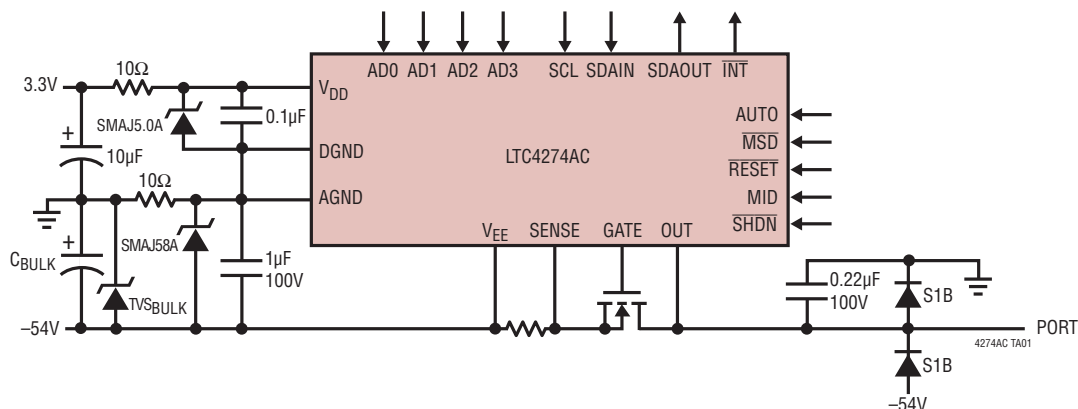 AD0 AD1 AD2 AD3 SCL SDAIN SDAOUT INT
3.3V
10Ω
VDD
SMAJ5.0A
0.1µF
+
10µF
DGND
LTC4274AC
AUTO
MSD
RESET
MID
SHDN
10Ω
AGND
SMAJ58A
+
CBULK
TVSBULK
1µF
100V
VEE SENSE GATE OUT
0.22µF
100V
S1B
–54V
PORT
4274AC TA01
S1B
–54V